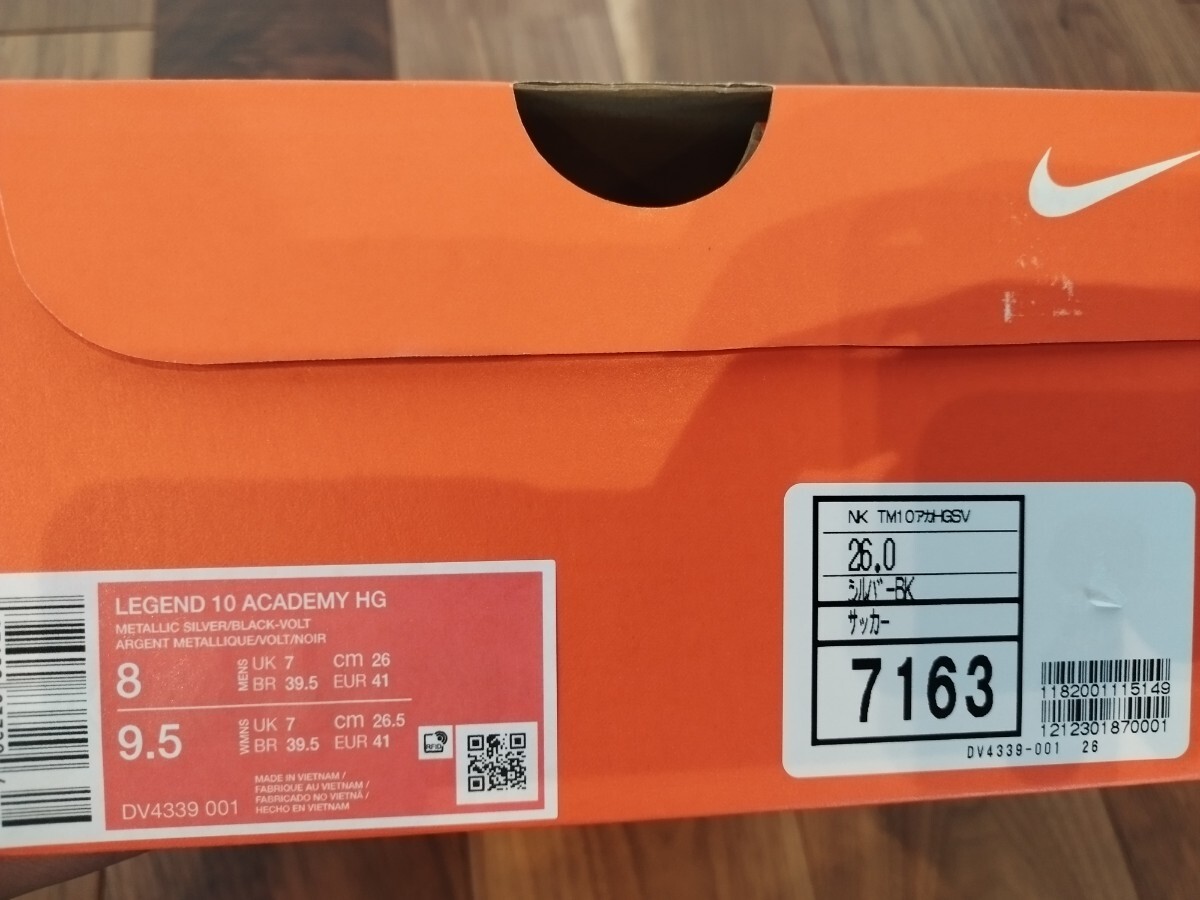 LEGEND 10 ACADEMY HG
METALLIC SILVER/BLACK-VOLT
ARGENT METALLIQUE/VOLT/NOIR
8
MENS
UK 7 cm 26
BR 39.5 EUR 41
9.5
WMNS
UK 7 cm 26.5
BR 39.5 EUR 41
RFID
MADE IN VIETNAM /
FABRIQUE AU VIETNAM /
FABRICADO NO VIETNÃ /
HECHO EN VIETNAM
DV4339 001
NK TM10アカHGSV
26.0
シルバーBK
サッカー
7163
1182001115149
1212301870001
DV4339-001 26